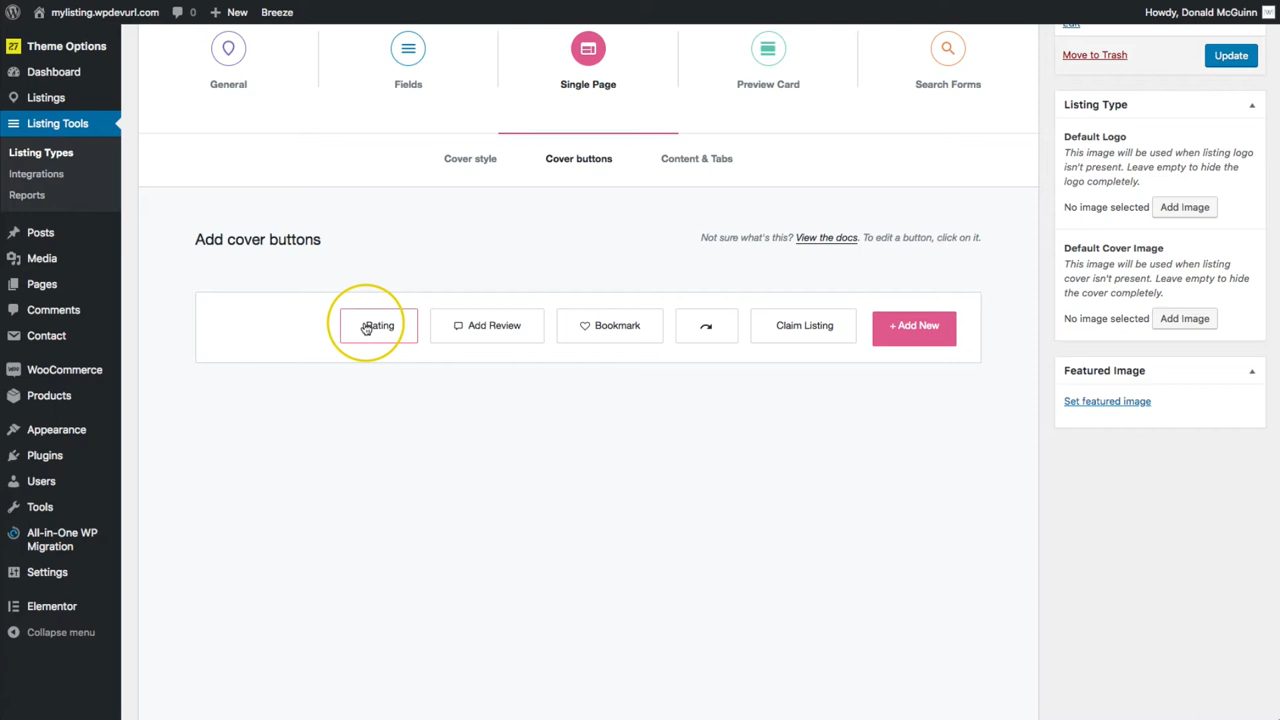 mylisting.wpdevurl.com
0
+ New
Breeze
Howdy, Donald McGuinn
27
Theme Options
Dashboard
Listings
Listing Tools
Listing Types
Integrations
Reports
Posts
Media
Pages
Comments
Contact
WooCommerce
Products
Appearance
Plugins
Users
Tools
All-in-One WP
Migration
Settings
Elementor
Collapse menu
General
Fields
Single Page
Preview Card
Search Forms
Cover style
Cover buttons
Content & Tabs
Add cover buttons
Not sure what's this? View the docs. To edit a button, click on it.
Rating
Add Review
Bookmark
Claim Listing
+ Add New
Edit
Move to Trash
Update
Listing Type
Default Logo
This image will be used when listing logo
isn't present. Leave empty to hide the
logo completely.
No image selected
Add Image
Default Cover Image
This image will be used when listing
cover isn't present. Leave empty to hide
the cover completely.
No image selected
Add Image
Featured Image
Set featured image